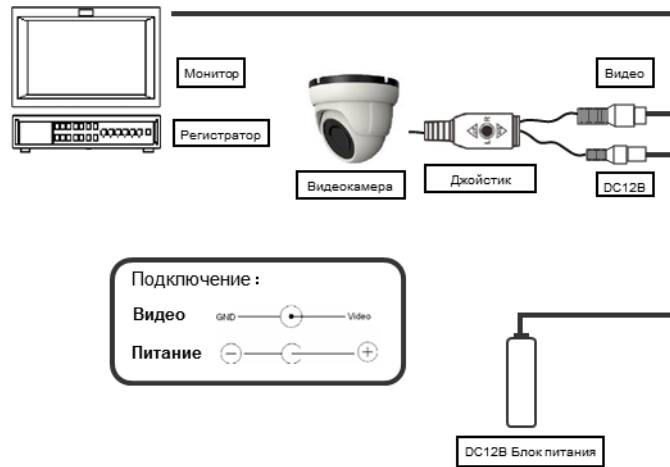 Монитор
Видео
Регистратор
Видеокамера
Джойстик
DC12В
L R
Подключение:
Видео GND Video
Питание − +
DC12В Блок питания